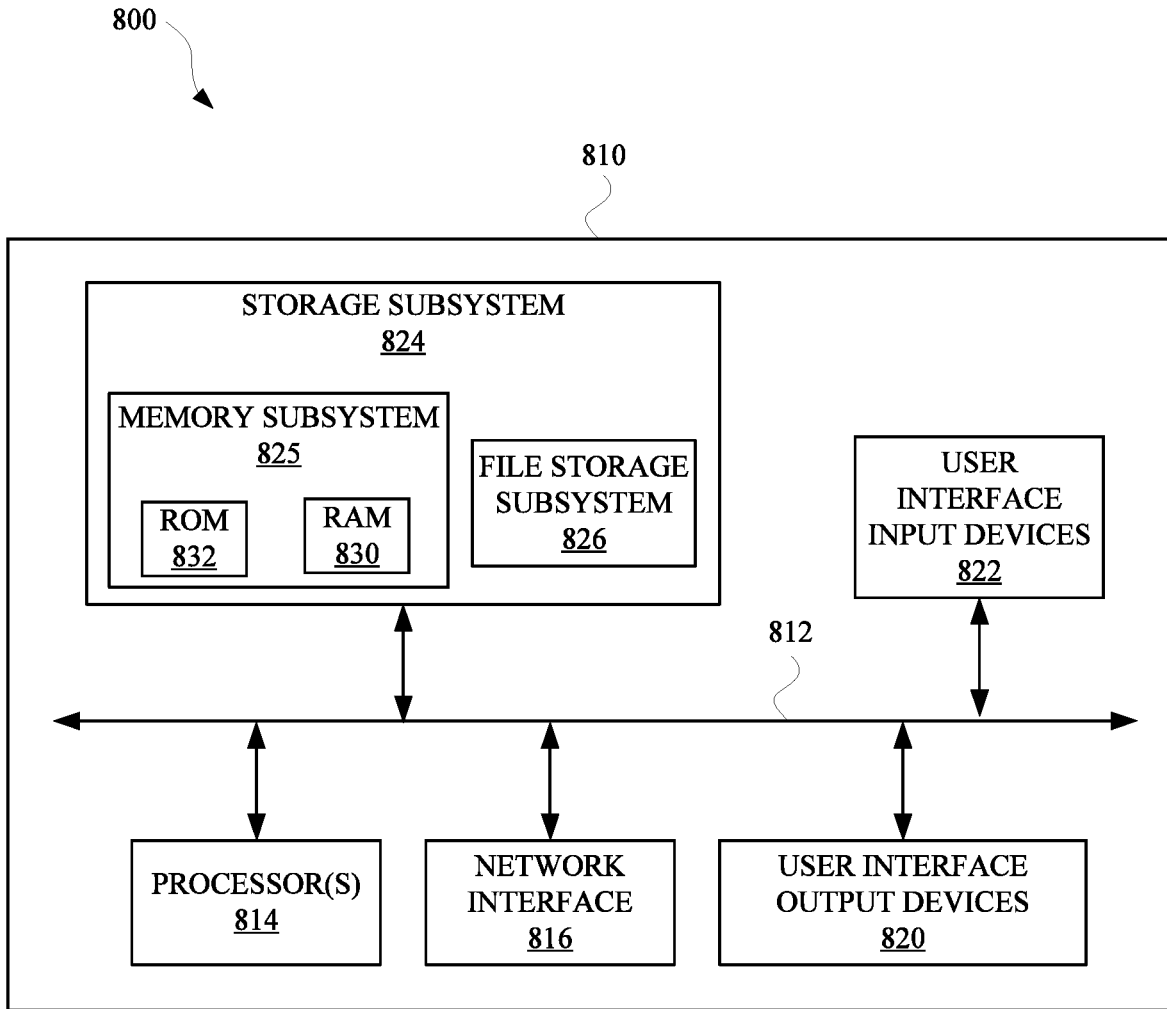 800
810
STORAGE SUBSYSTEM
824
MEMORY SUBSYSTEM
825
ROM
832
RAM
830
FILE STORAGE
SUBSYSTEM
826
USER
INTERFACE
INPUT DEVICES
822
812
PROCESSOR(S)
814
NETWORK
INTERFACE
816
USER INTERFACE
OUTPUT DEVICES
820